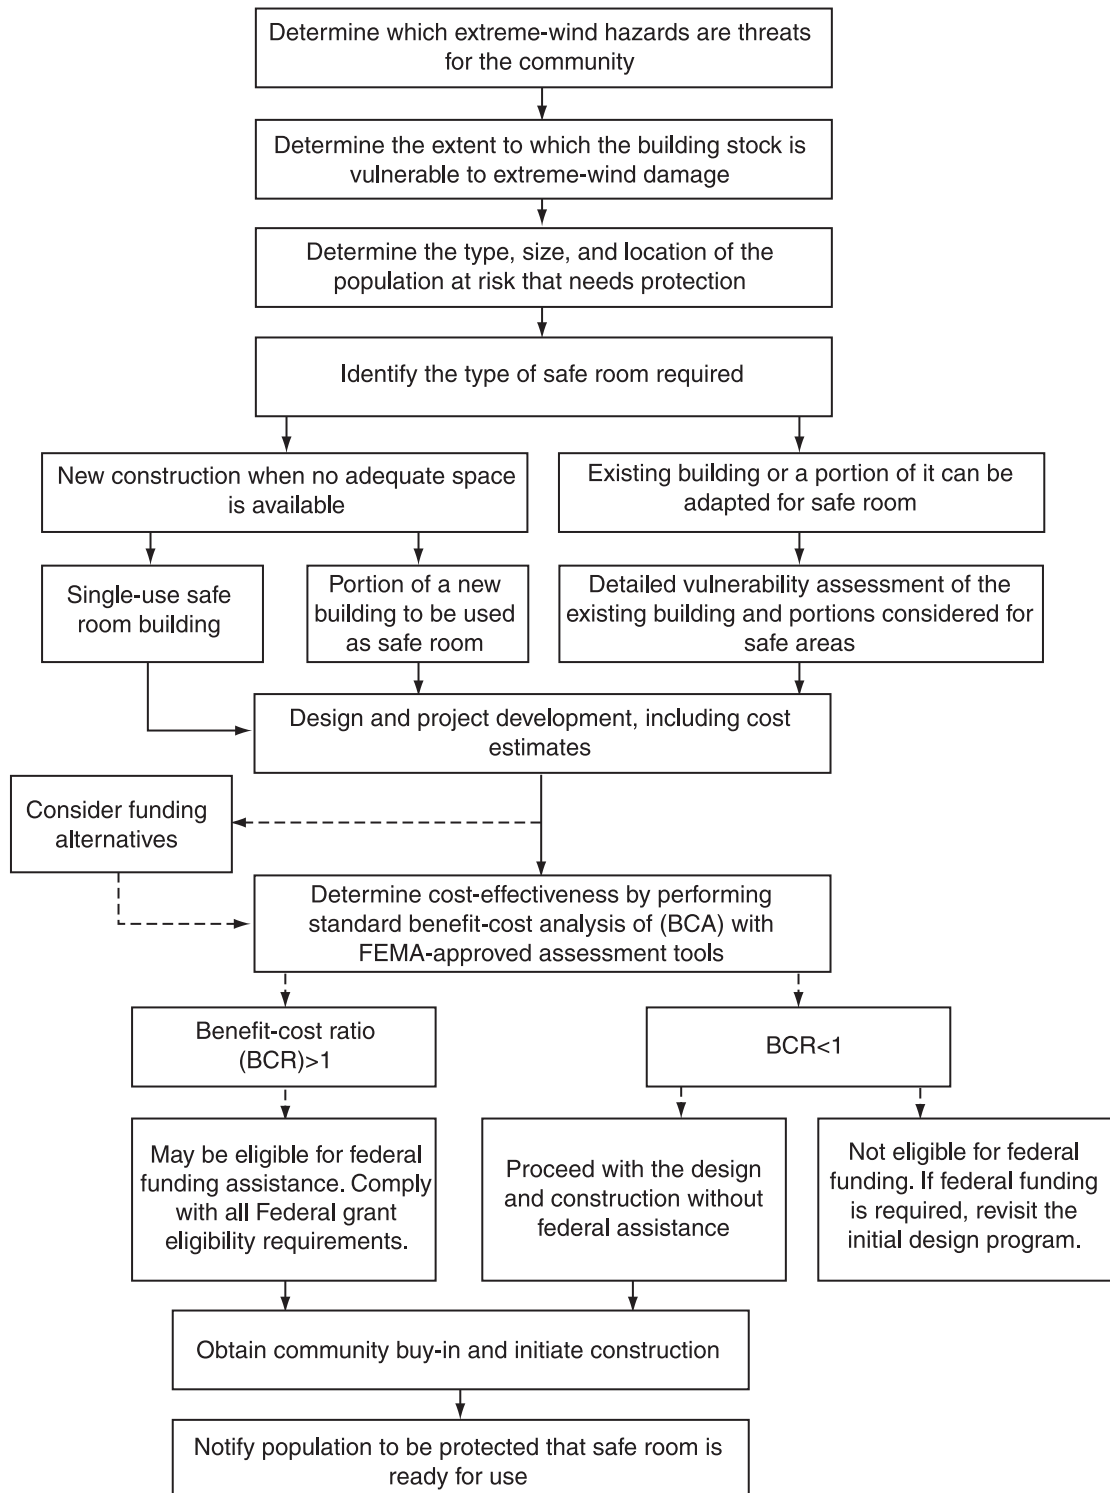 Determine which extreme-wind hazards are threats
for the community
Determine the extent to which the building stock is
vulnerable to extreme-wind damage
Determine the type, size, and location of the
population at risk that needs protection
Identify the type of safe room required
New construction when no adequate space
is available
Existing building or a portion of it can be
adapted for safe room
Single-use safe
room building
Portion of a new
building to be used
as safe room
Detailed vulnerability assessment of the
existing building and portions considered for
safe areas
Design and project development, including cost
estimates
Consider funding
alternatives
Determine cost-effectiveness by performing
standard benefit-cost analysis of (BCA) with
FEMA-approved assessment tools
Benefit-cost ratio
(BCR)>1
BCR<1
May be eligible for federal
funding assistance. Comply
with all Federal grant
eligibility requirements.
Proceed with the design
and construction without
federal assistance
Not eligible for federal
funding. If federal funding
is required, revisit the
initial design program.
Obtain community buy-in and initiate construction
Notify population to be protected that safe room is
ready for use